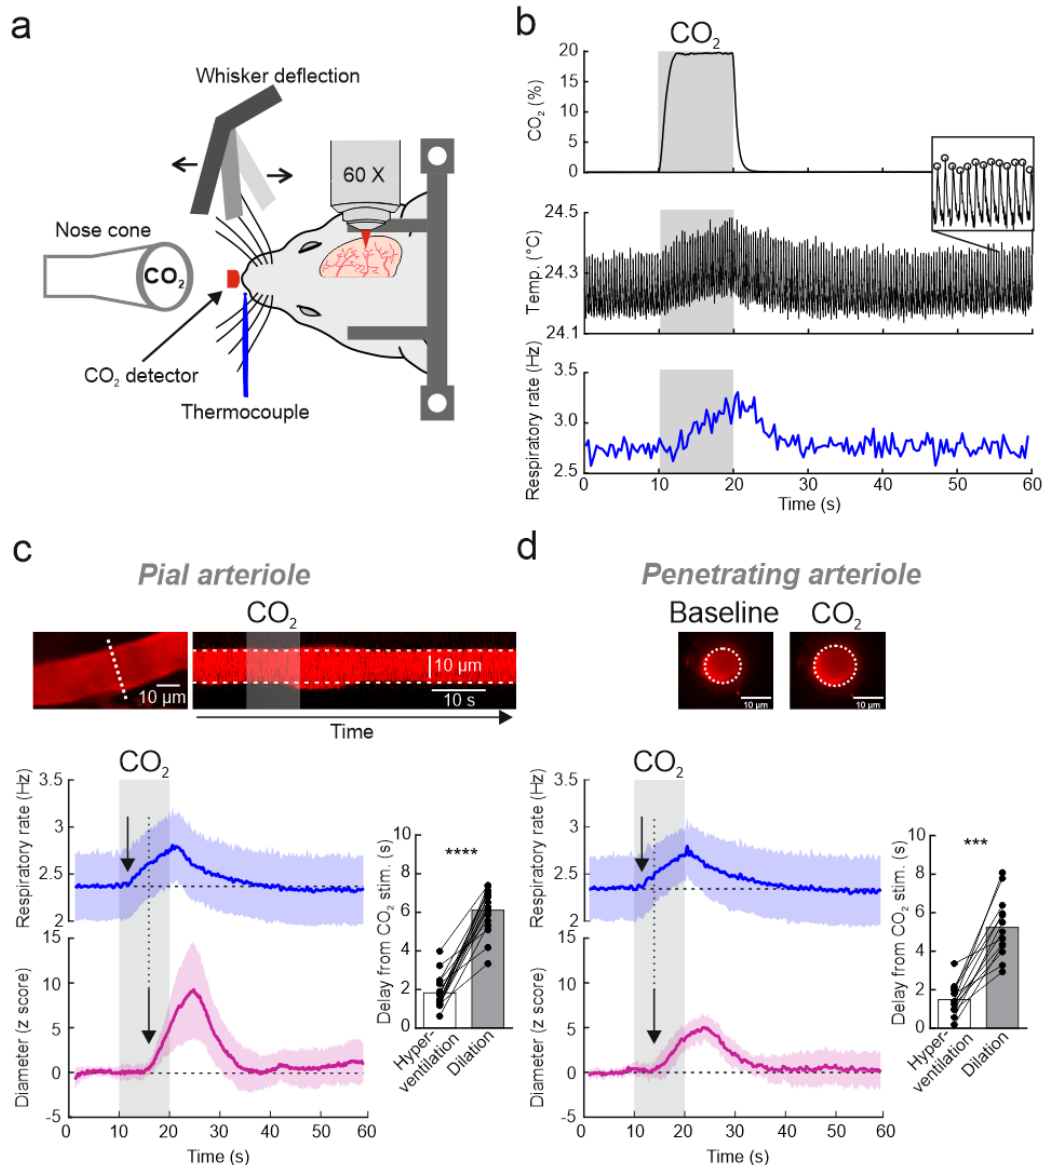 a
Whisker deflection
60 X
Nose cone
CO2
CO2 detector
Thermocouple
b
CO2
CO2 (%)
20
15
10
5
0
Temp. (°C)
24.5
24.3
24.1
Respiratory rate (Hz)
3.5
3.0
2.5
0 10 20 30 40 50 60
Time (s)
c
Pial arteriole
CO2
10 µm
10 µm
10 s
Time
CO2
Respiratory rate (Hz)
3.5
3
2.5
2
Diameter (z score)
15
10
5
0
-5
0 10 20 30 40 50 60
Time (s)
Delay from CO2 stim. (s)
10
8
6
4
2
0
****
Hyper-
ventilation
Dilation
d
Penetrating arteriole
Baseline
CO2
10 µm
10 µm
CO2
Respiratory rate (Hz)
3.5
3
2.5
2
Diameter (z score)
15
10
5
0
-5
0 10 20 30 40 50 60
Time (s)
Delay from CO2 stim. (s)
10
8
6
4
2
0
***
Hyper-
ventilation
Dilation